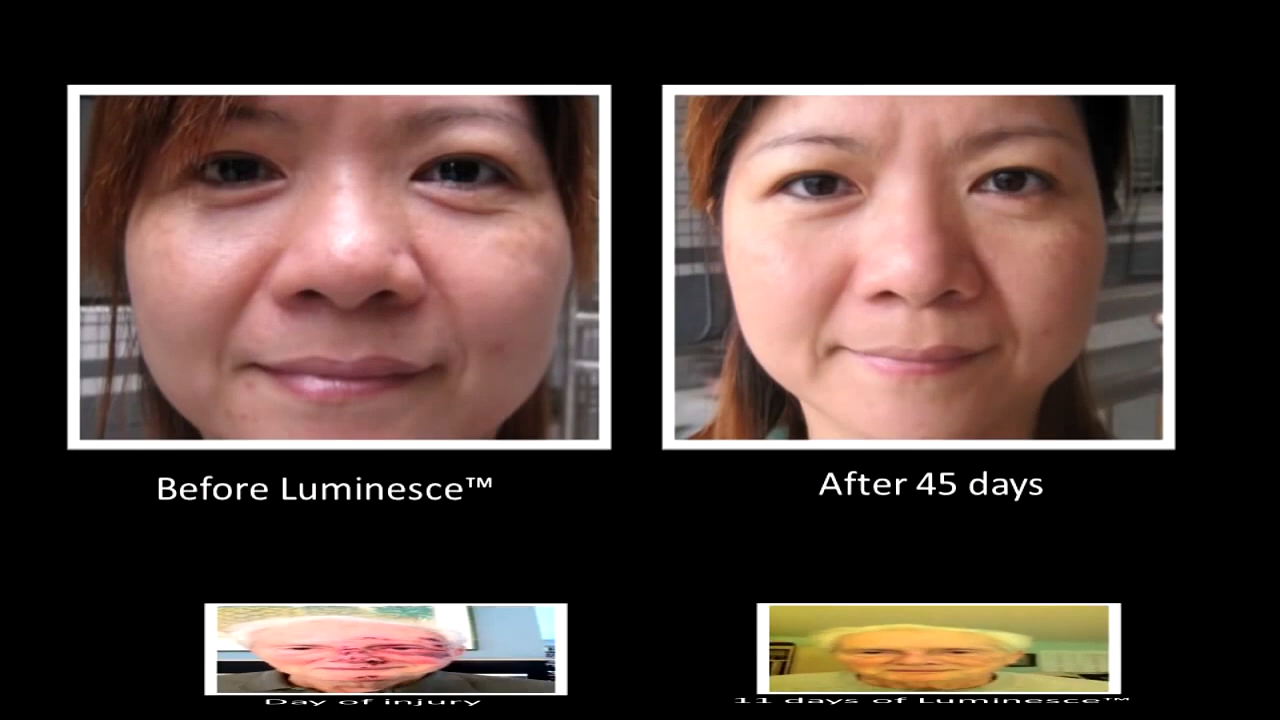 Before Luminesce™
After 45 days
Day of injury
11 days of Luminesce™